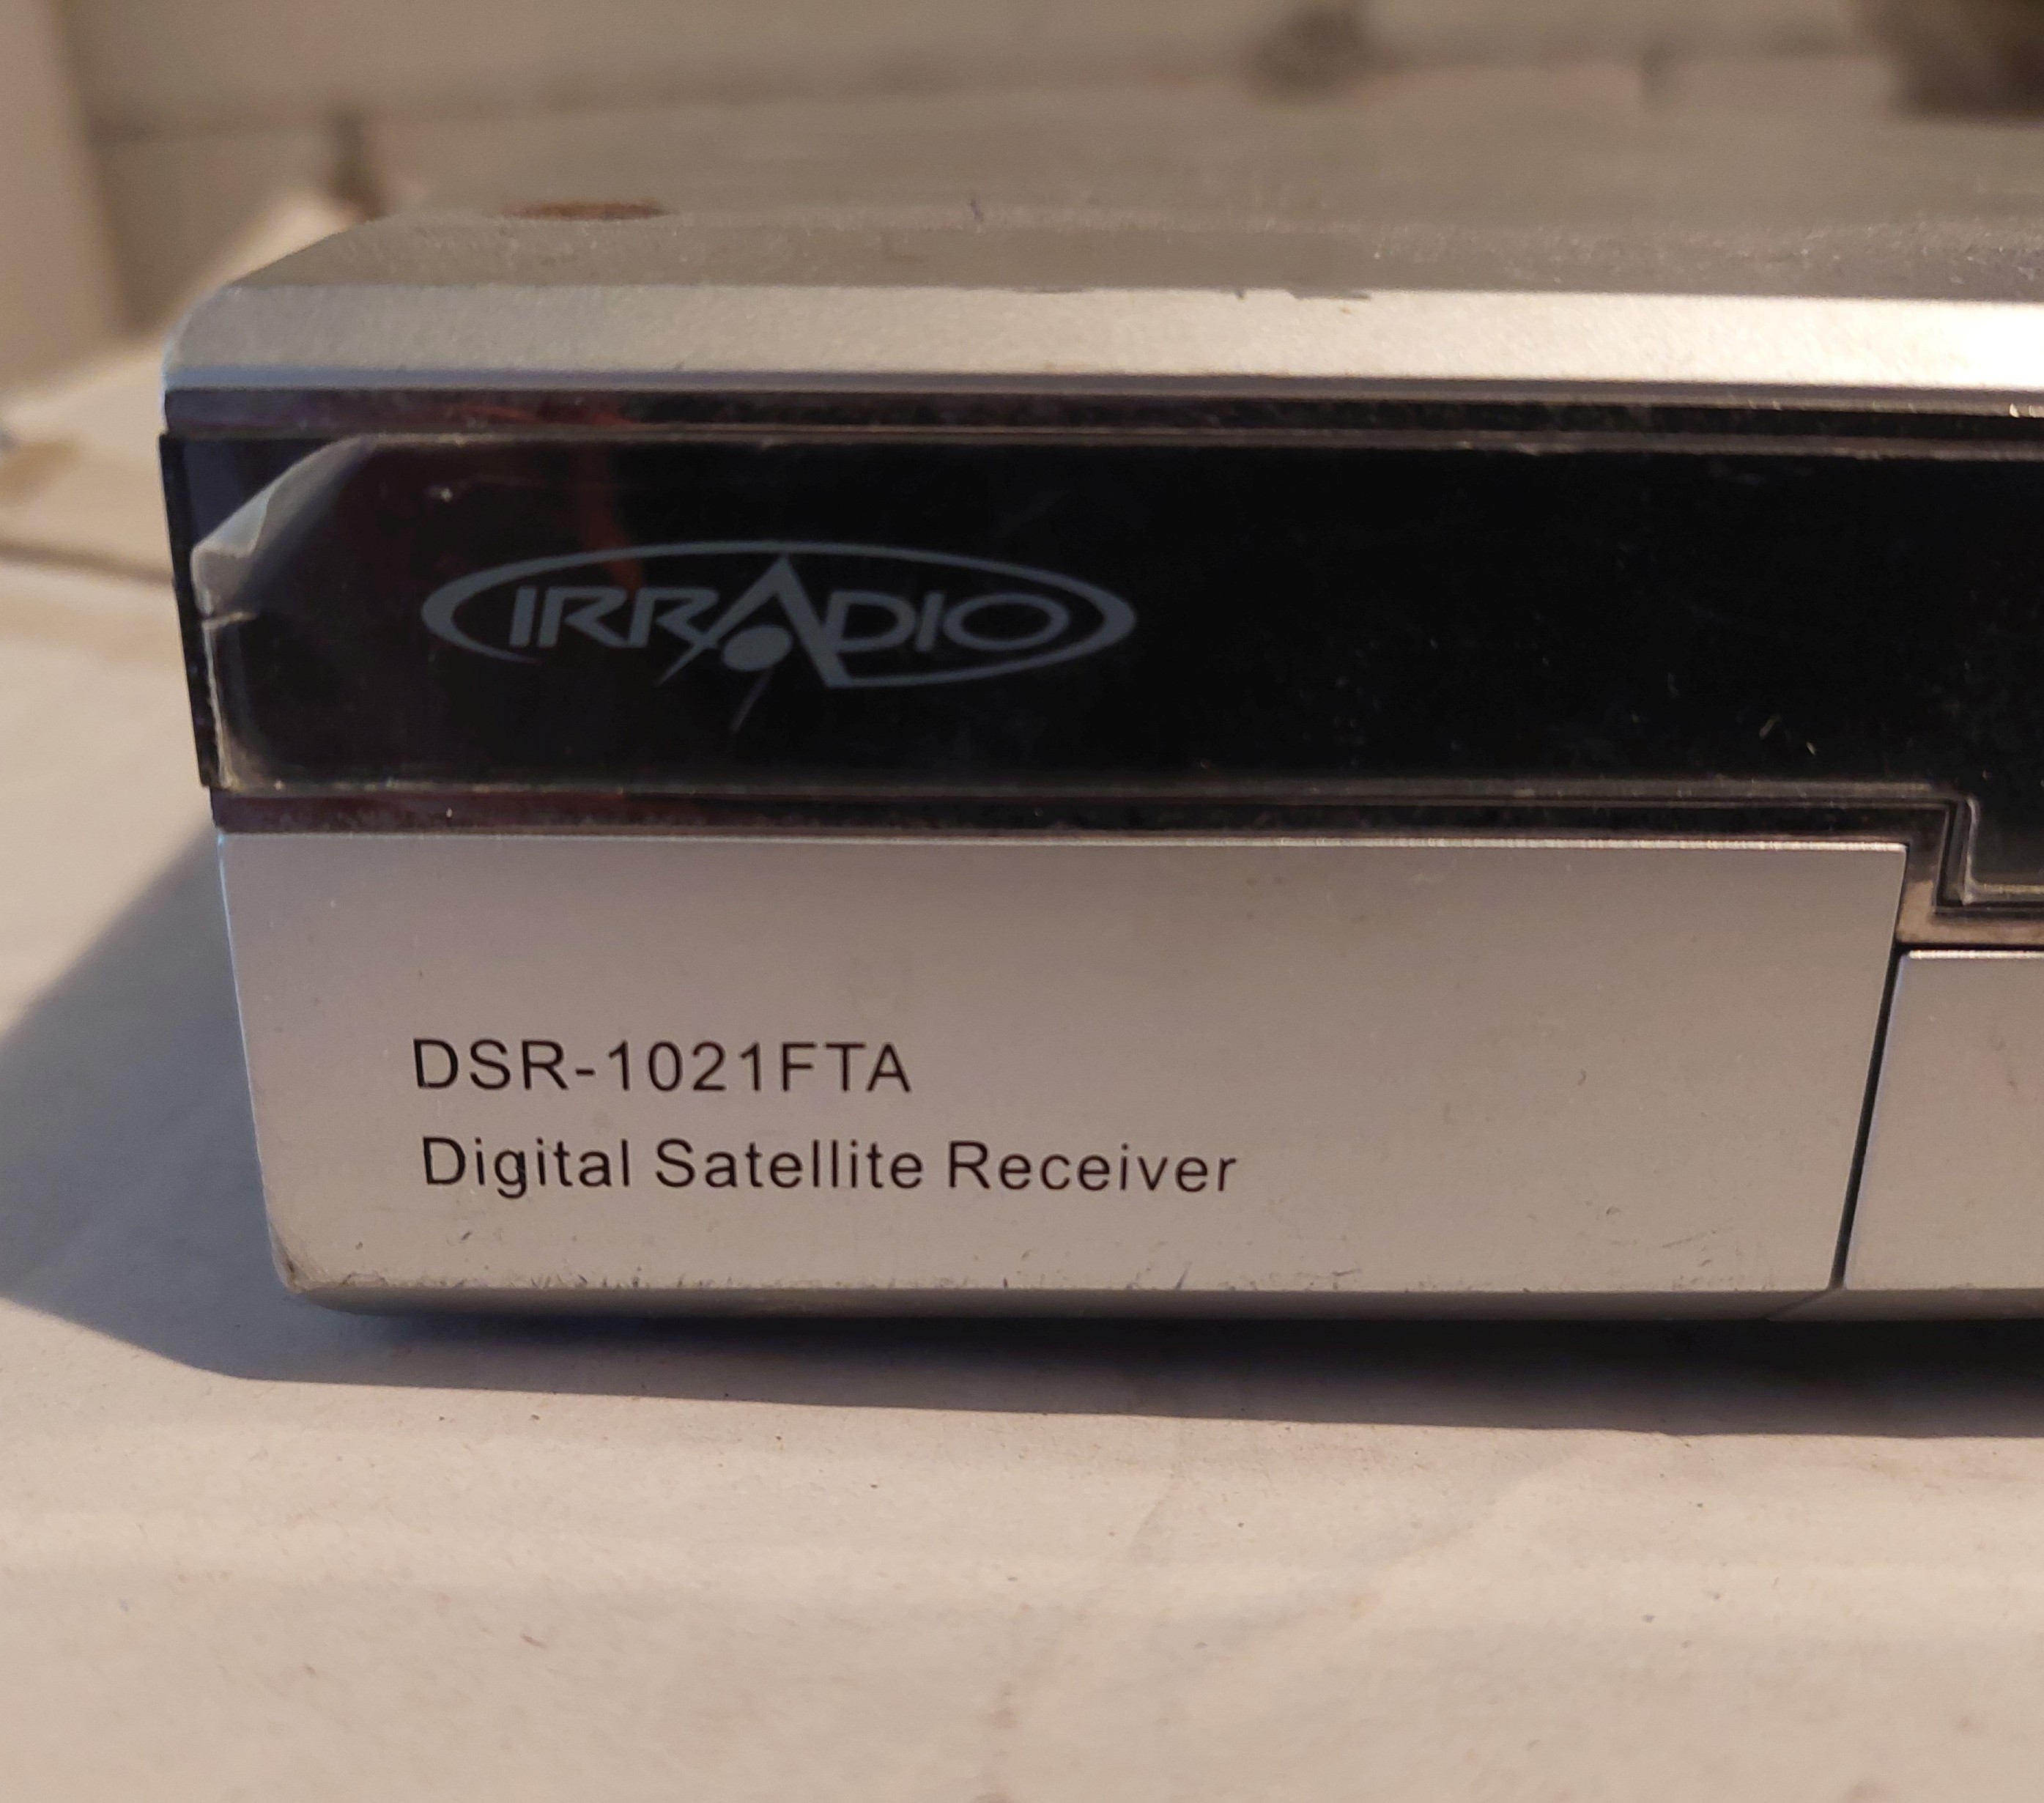 IRRADIO
DSR-1021FTA
Digital Satellite Receiver